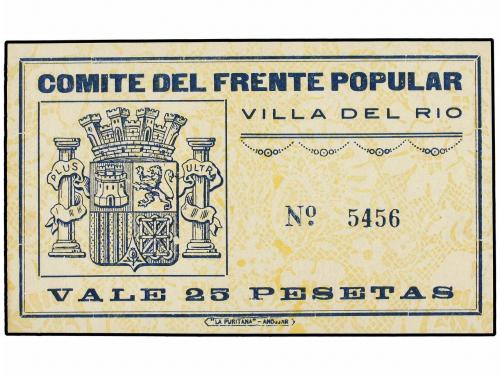 COMITE DEL FRENTE POPULAR
VILLA DEL RIO
PLUS ULTRA
Nº 5456
VALE 25 PESETAS
"LA PURITANA" - ANDUJAR